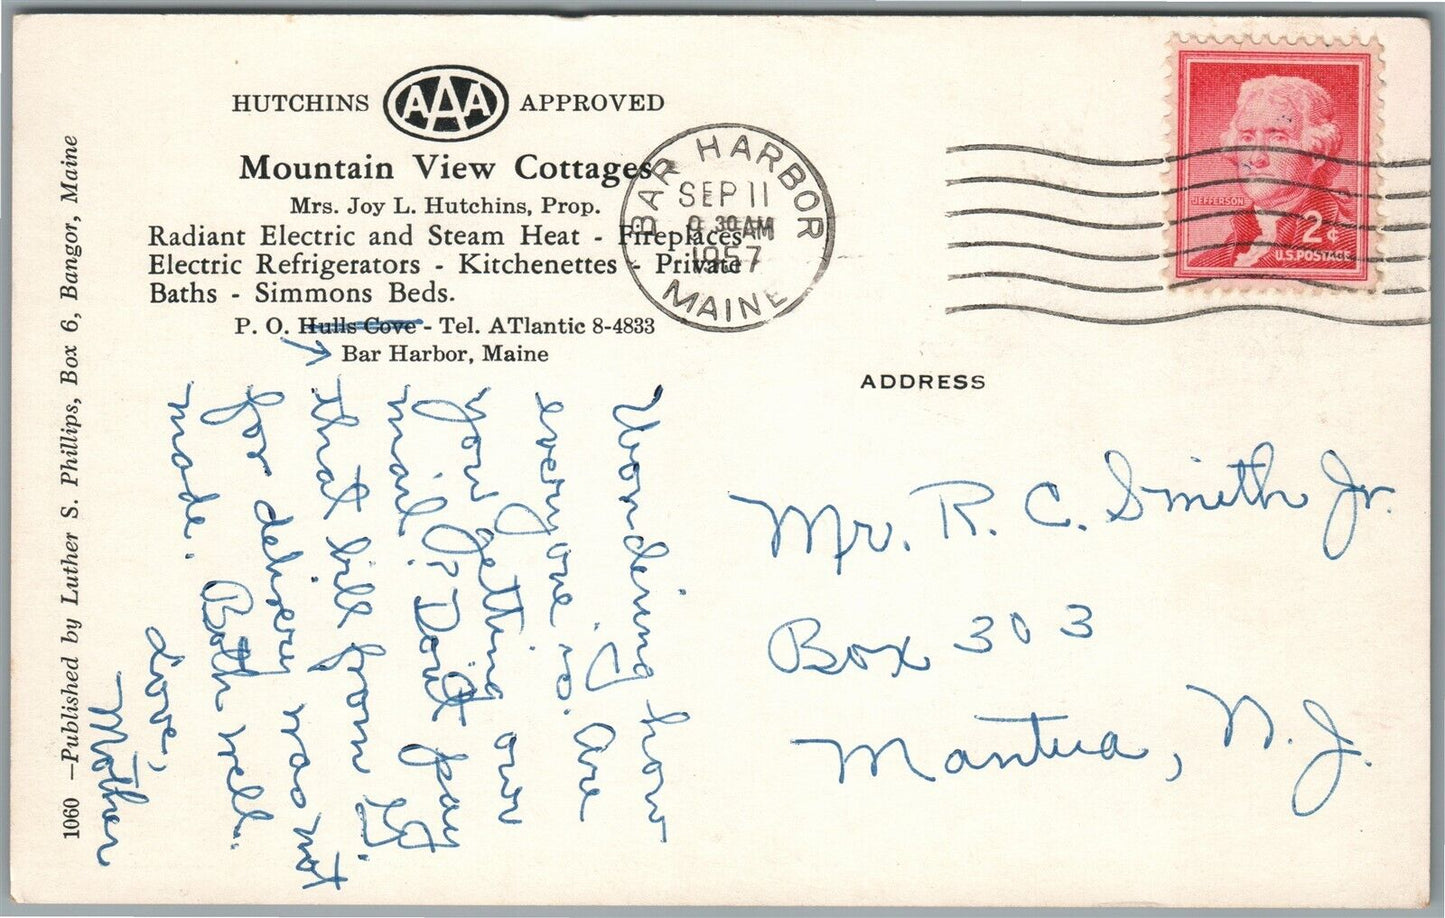 HUTCHINS AAA APPROVED
Mountain View Cottages
Mrs. Joy L. Hutchins, Prop.
Radiant Electric and Steam Heat - Fireplaces
Electric Refrigerators - Kitchenettes - Private
Baths - Simmons Beds.
P. O. Hulls Cove - Tel. ATlantic 8-4833
Bar Harbor, Maine
BAR HARBOR
SEP 11
30 AM
1957
MAINE
JEFFERSON
2¢
U.S. POSTAGE
ADDRESS
Mr. R. C. Smith Jr.
Box 303
Mantua, N. J.
Wondering how
everyone is. Are
you getting our
mail? Don't pay
that bill from
for delivery was not
made. Both well.
Love,
Mother
1060 —Published by Luther S. Phillips, Box 6, Bangor, Maine